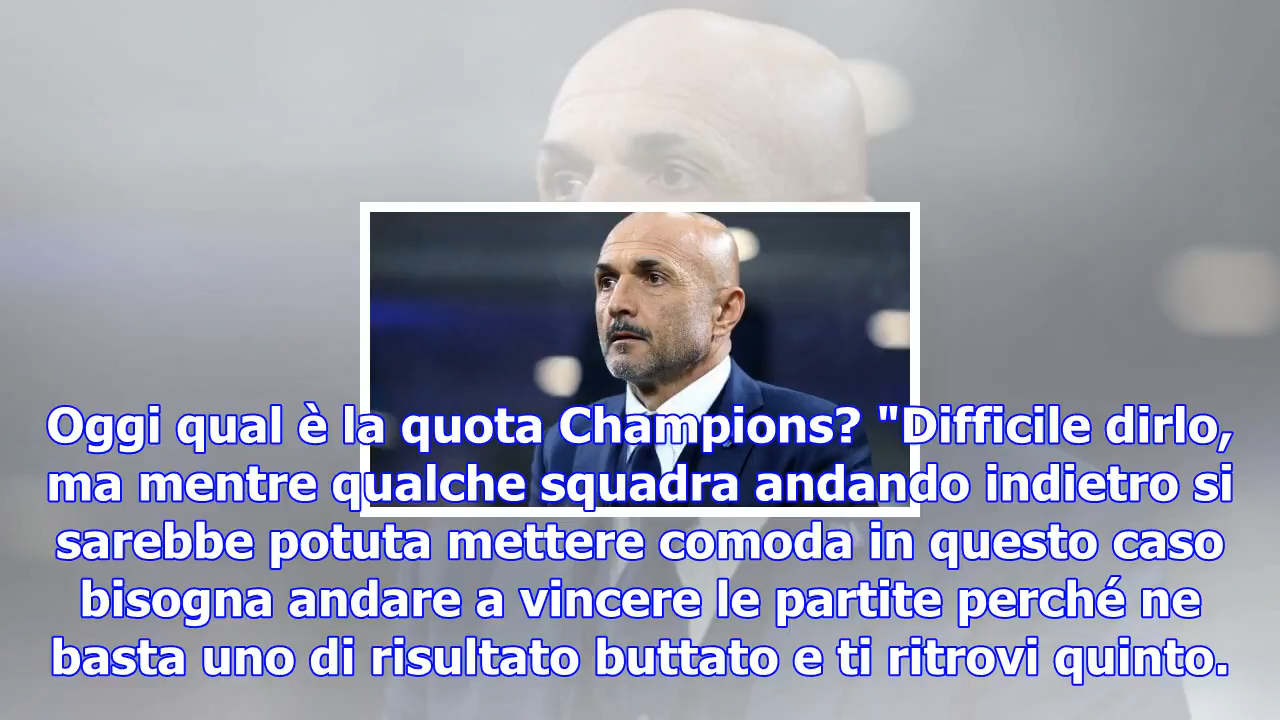 Oggi qual è la quota Champions? "Difficile dirlo,
ma mentre qualche squadra andando indietro si
sarebbe potuta mettere comoda in questo caso
bisogna andare a vincere le partite perché ne
basta uno di risultato buttato e ti ritrovi quinto.